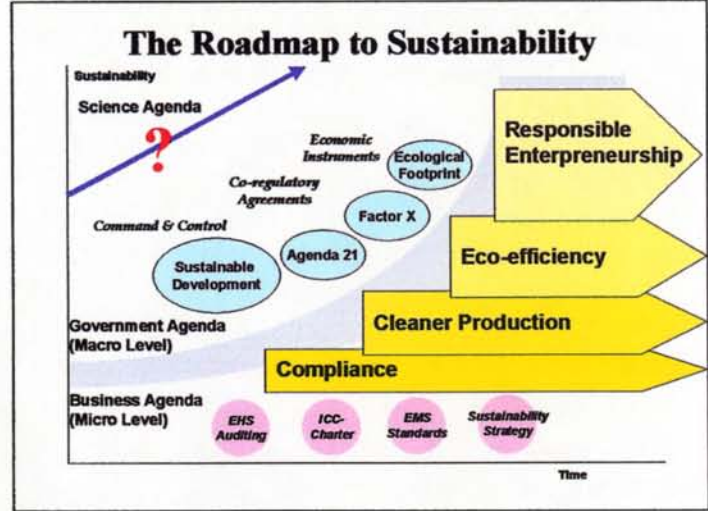 The Roadmap to Sustainability
Sustainability
Science Agenda
?
Economic
Instruments
Ecological
Footprint
Responsible
Enterpreneurship
Co-regulatory
Agreements
Factor X
Command & Control
Agenda 21
Sustainable
Development
Eco-efficiency
Government Agenda
(Macro Level)
Cleaner Production
Compliance
Business Agenda
(Micro Level)
EHS
Auditing
ICC-
Charter
EMS
Standards
Sustainability
Strategy
Time